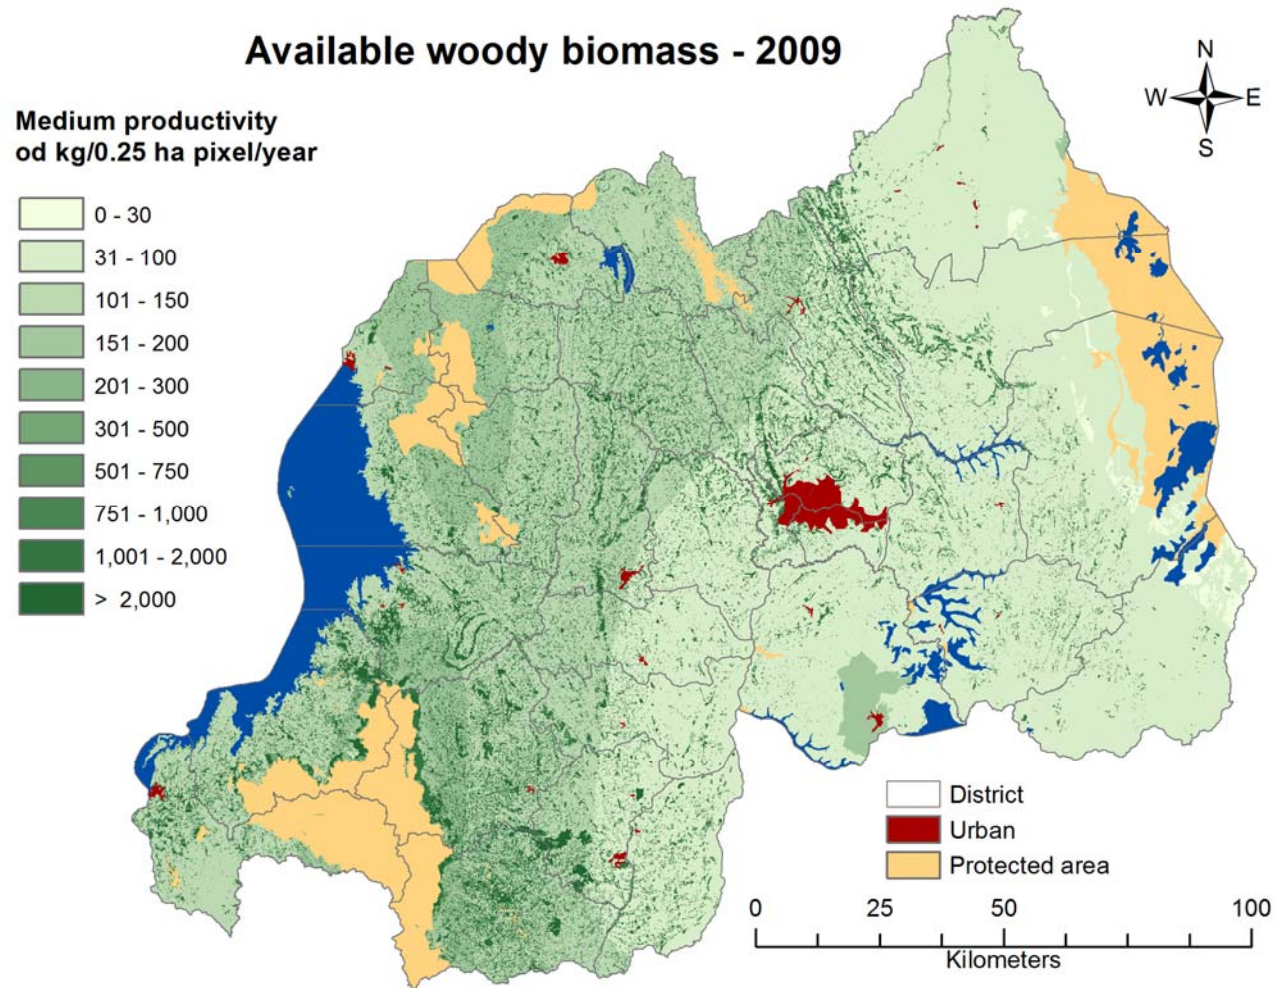 Available woody biomass - 2009
N
W E
S
Medium productivity
od kg/0.25 ha pixel/year
0 - 30
31 - 100
101 - 150
151 - 200
201 - 300
301 - 500
501 - 750
751 - 1,000
1,001 - 2,000
> 2,000
District
Urban
Protected area
0 25 50 100
Kilometers